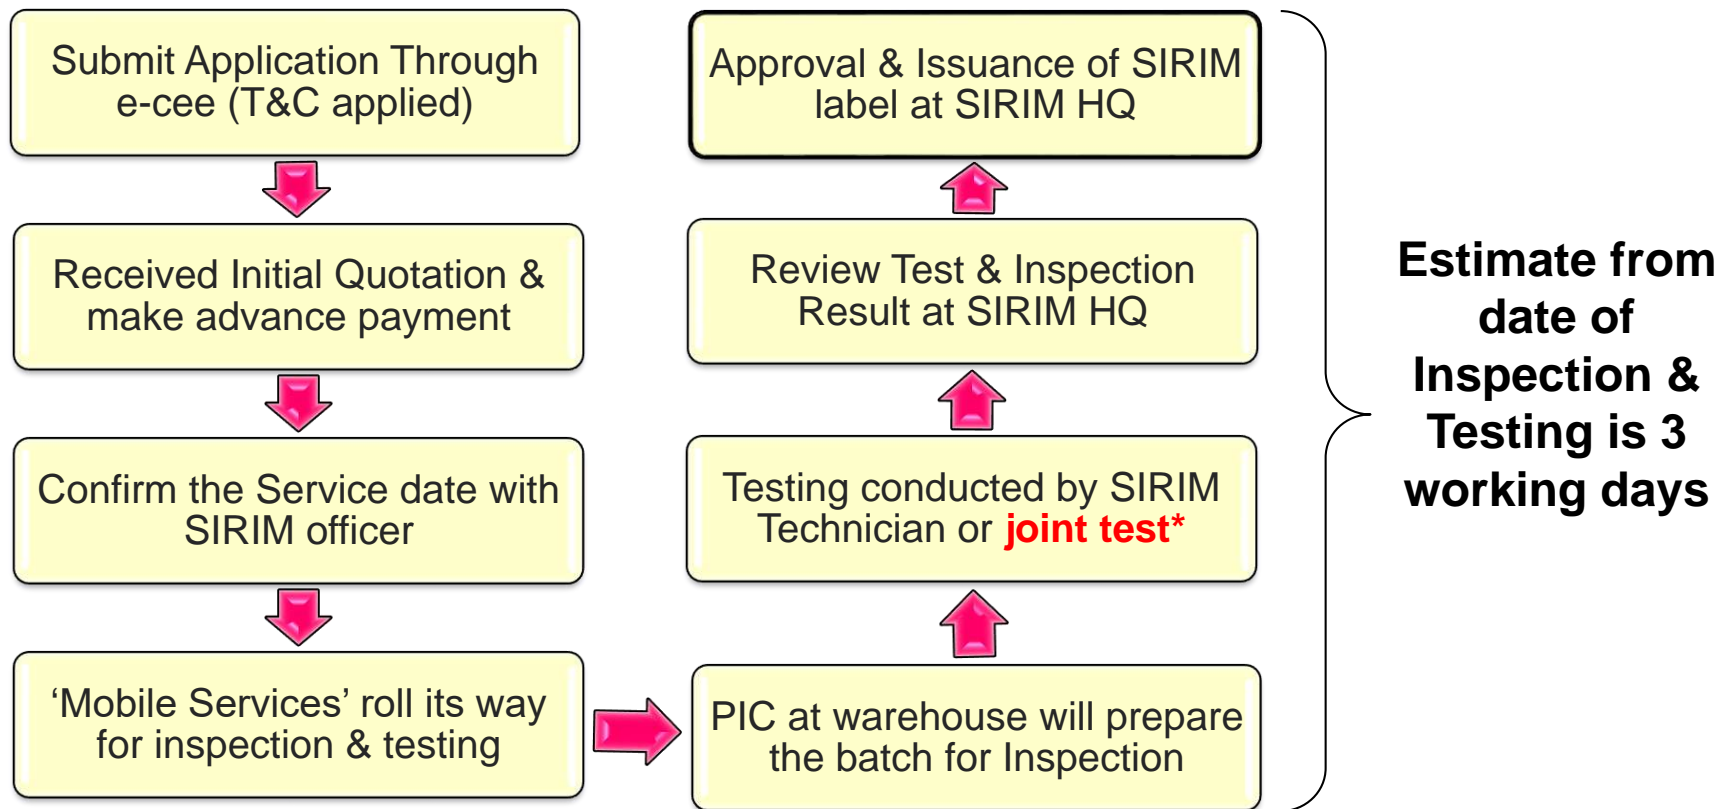 Submit Application Through
e-cee (T&C applied)
Received Initial Quotation &
make advance payment
Confirm the Service date with
SIRIM officer
‘Mobile Services’ roll its way
for inspection & testing
PIC at warehouse will prepare
the batch for Inspection
Testing conducted by SIRIM
Technician or joint test*
Review Test & Inspection
Result at SIRIM HQ
Approval & Issuance of SIRIM
label at SIRIM HQ
Estimate from
date of
Inspection &
Testing is 3
working days